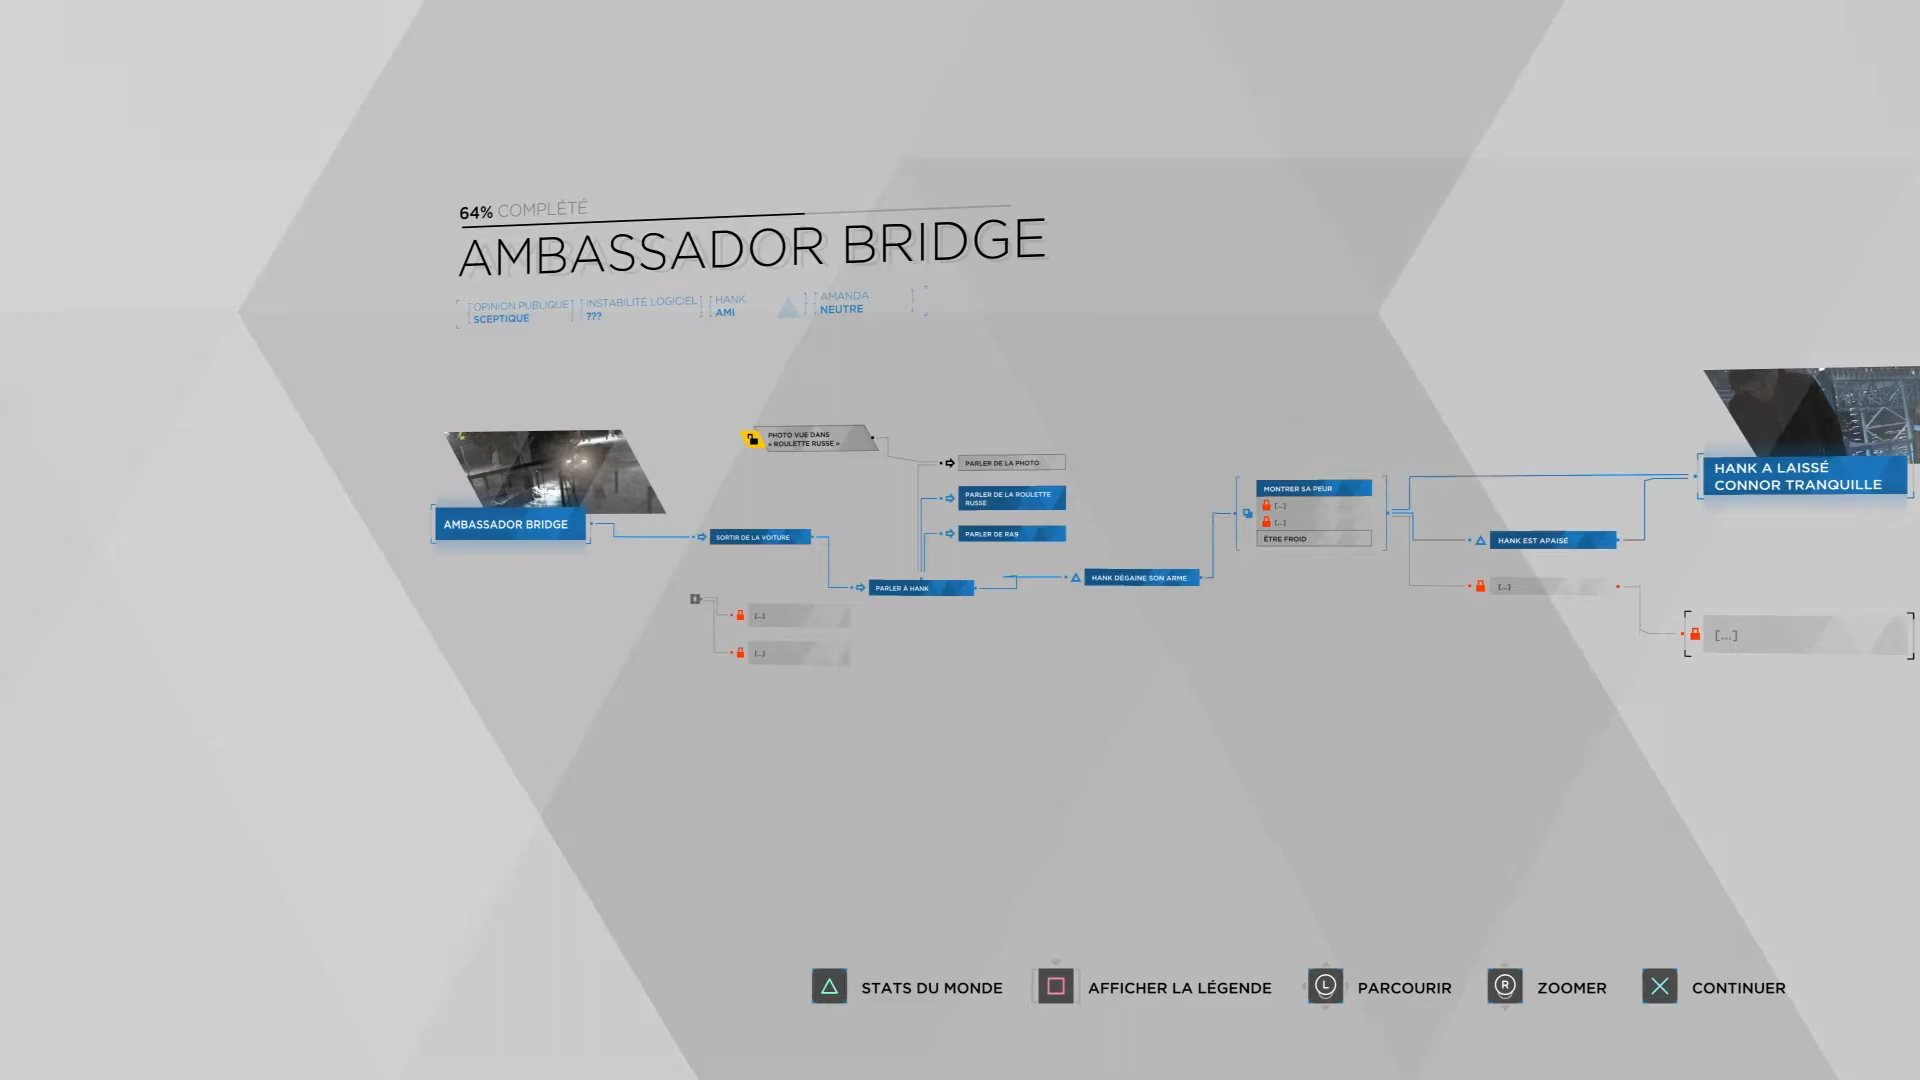 64% COMPLÉTÉ
AMBASSADOR BRIDGE
OPINION PUBLIQUE
SCEPTIQUE
INSTABILITÉ LOGICIEL
???
HANK
AMI
AMANDA
NEUTRE
AMBASSADOR BRIDGE
SORTIR DE LA VOITURE
[...]
[...]
PHOTO VUE DANS
« ROULETTE RUSSE »
PARLER À HANK
PARLER DE LA PHOTO
PARLER DE LA ROULETTE
RUSSE
PARLER DE RA9
HANK DÉGAINE SON ARME
MONTRER SA PEUR
[...]
[...]
ÊTRE FROID
HANK EST APAISÉ
[...]
HANK A LAISSÉ
CONNOR TRANQUILLE
[...]
STATS DU MONDE
AFFICHER LA LÉGENDE
L
PARCOURIR
R
ZOOMER
CONTINUER